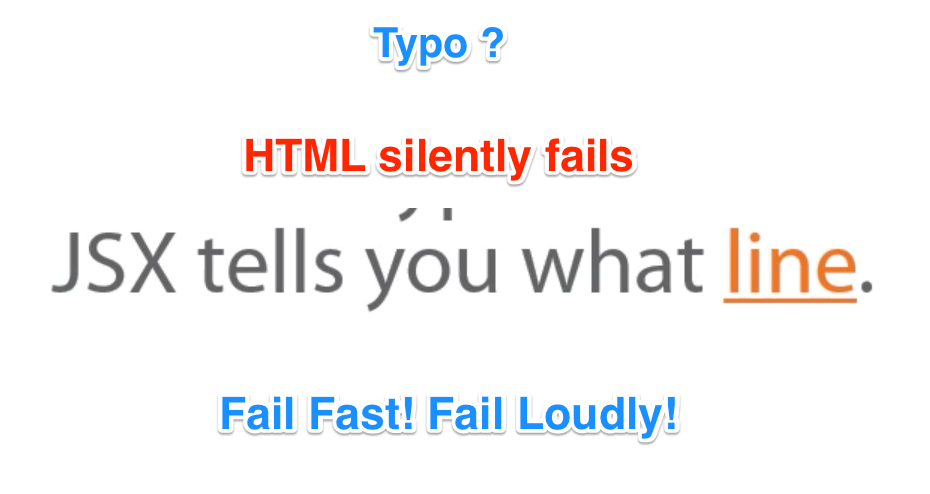 Typo ?
HTML silently fails
JSX tells you what line.
Fail Fast! Fail Loudly!